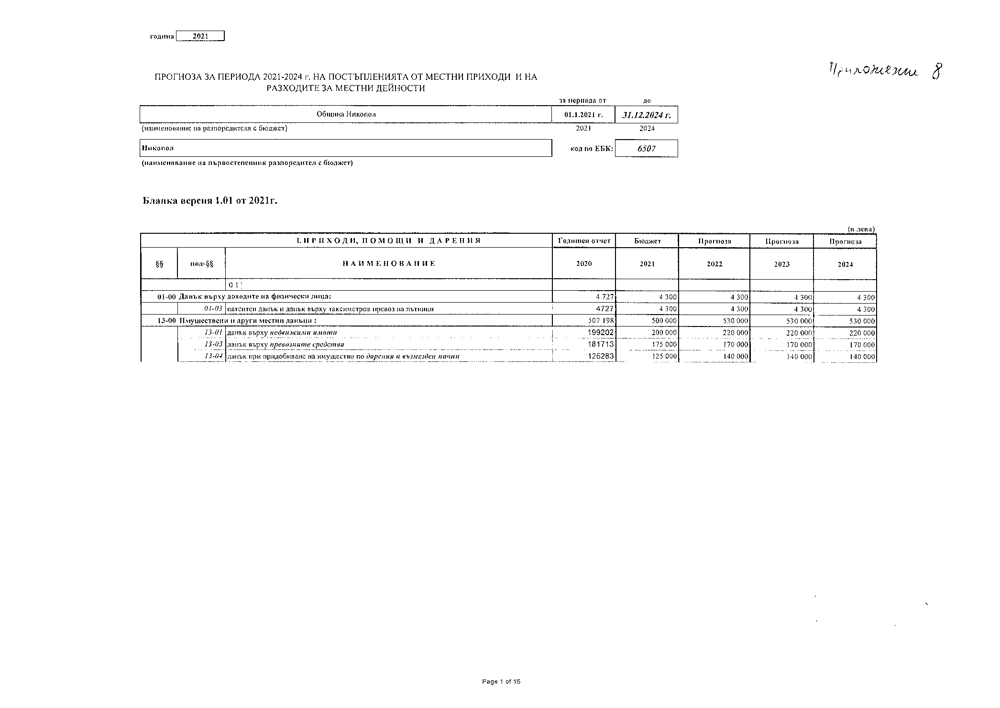 година 2021
Приложение 8
ПРОГНОЗА ЗА ПЕРИОДА 2021-2024 г. НА ПОСТЪПЛЕНИЯТА ОТ МЕСТНИ ПРИХОДИ И НА
РАЗХОДИТЕ ЗА МЕСТНИ ДЕЙНОСТИ
за периода от до
Община Никопол 01.1.2021 г. 31.12.2024 г.
(наименование на разпоредителя с бюджет) 2021 2024
Никопол код по ЕБК: 6507
(наименование на първостепенния разпоредител с бюджет)
Бланка версия 1.01 от 2021г.
(в лева)
I. П Р И Х О Д И, П О М О Щ И И Д А Р Е Н И Я Годишен отчет Бюджет Прогноза Прогноза Прогноза
§§ под-§§ Н А И М Е Н О В А Н И Е 2020 2021 2022 2023 2024
0 1
01-00 Данък върху доходите на физически лица: 4 727 4 300 4 300 4 300 4 300
01-03 патентен данък и данък върху таксиметров превоз на пътници 4727 4 300 4 300 4 300 4 300
13-00 Имуществени и други местни данъци : 507 198 500 000 530 000 530 000 530 000
13-01 данък върху недвижими имоти 199202 200 000 220 000 220 000 220 000
13-03 данък върху превозните средства 181713 175 000 170 000 170 000 170 000
13-04 данък при придобиване на имущество по дарения и възмезден начин 126283 125 000 140 000 140 000 140 000
Page 1 of 16